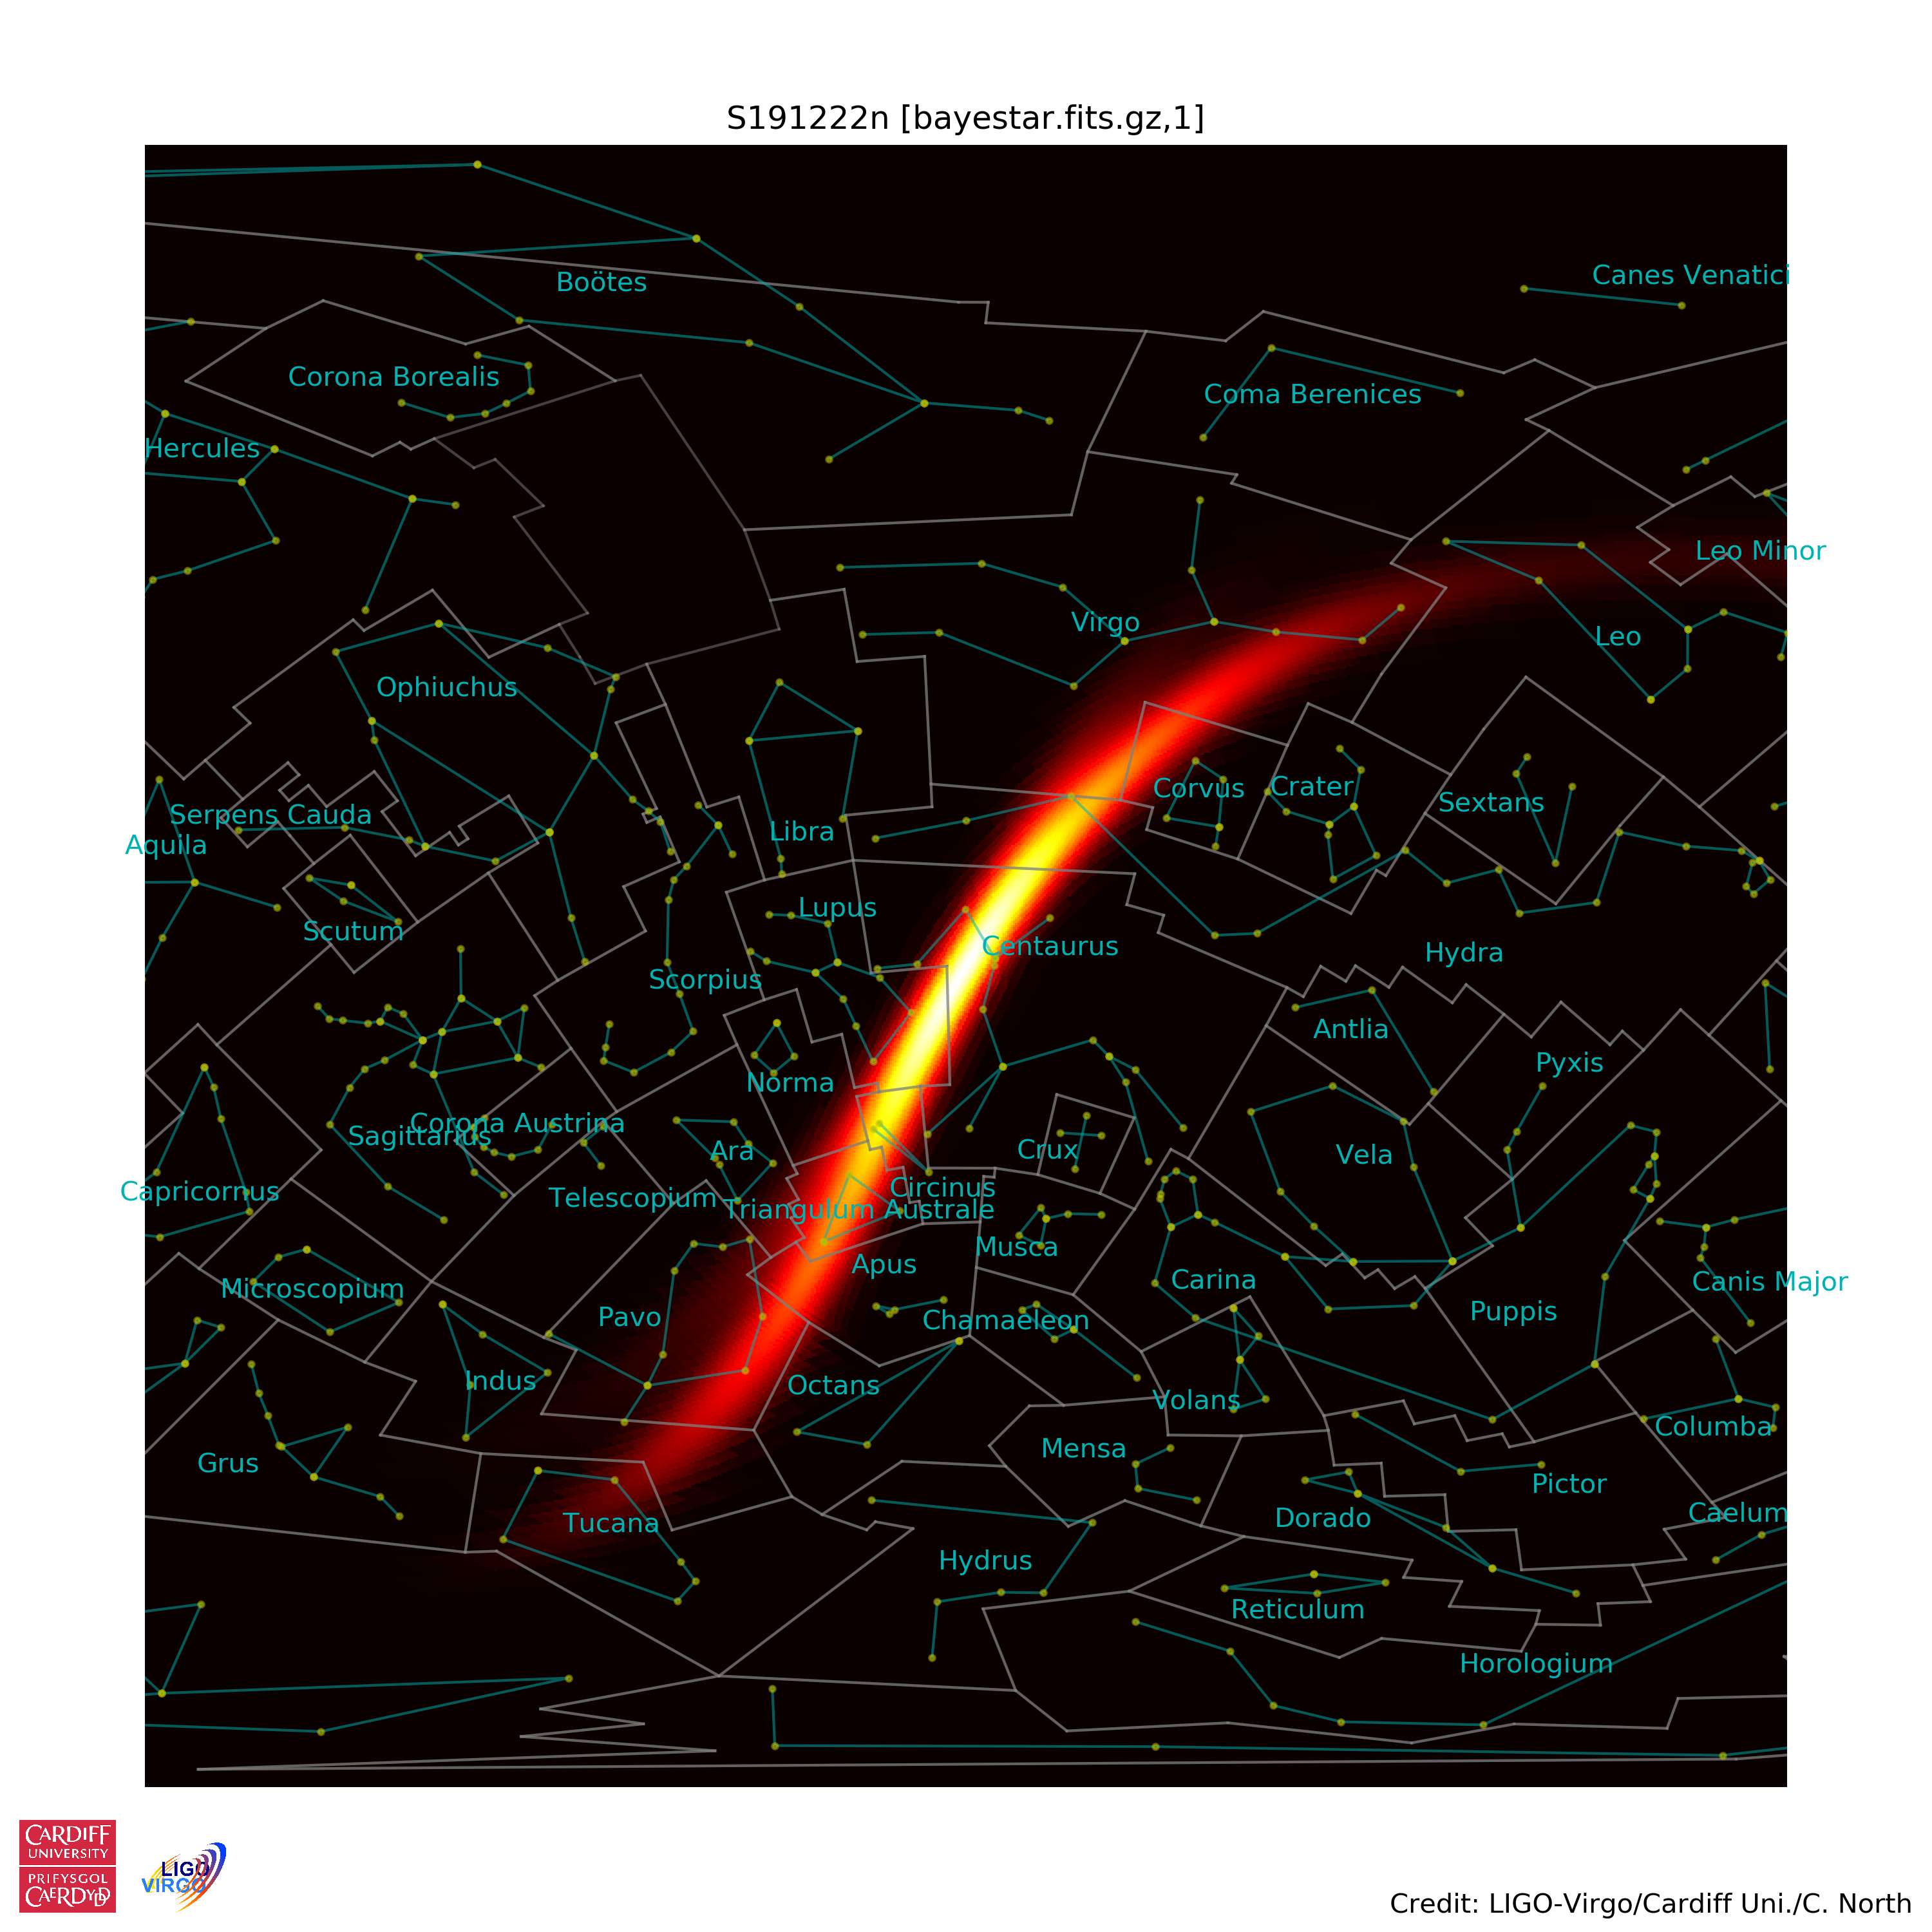 S191222n [bayestar.fits.gz,1]
Canes Venatici
Boötes
Corona Borealis
Coma Berenices
Hercules
Leo Minor
Virgo
Leo
Ophiuchus
Corvus
Crater
Sextans
Serpens Cauda
Libra
Aquila
Lupus
Scutum
Centaurus
Hydra
Scorpius
Antlia
Pyxis
Norma
Corona Austrina
Sagittarius
Ara
Crux
Vela
Capricornus
Telescopium
Circinus
Triangulum Australe
Musca
Apus
Carina
Microscopium
Canis Major
Pavo
Chamaeleon
Puppis
Indus
Octans
Volans
Columba
Mensa
Grus
Pictor
Caelum
Tucana
Dorado
Hydrus
Reticulum
Horologium
CARDIFF
UNIVERSITY
PRIFYSGOL
CAERDYDD
LIGO
VIRGO
Credit: LIGO-Virgo/Cardiff Uni./C. North